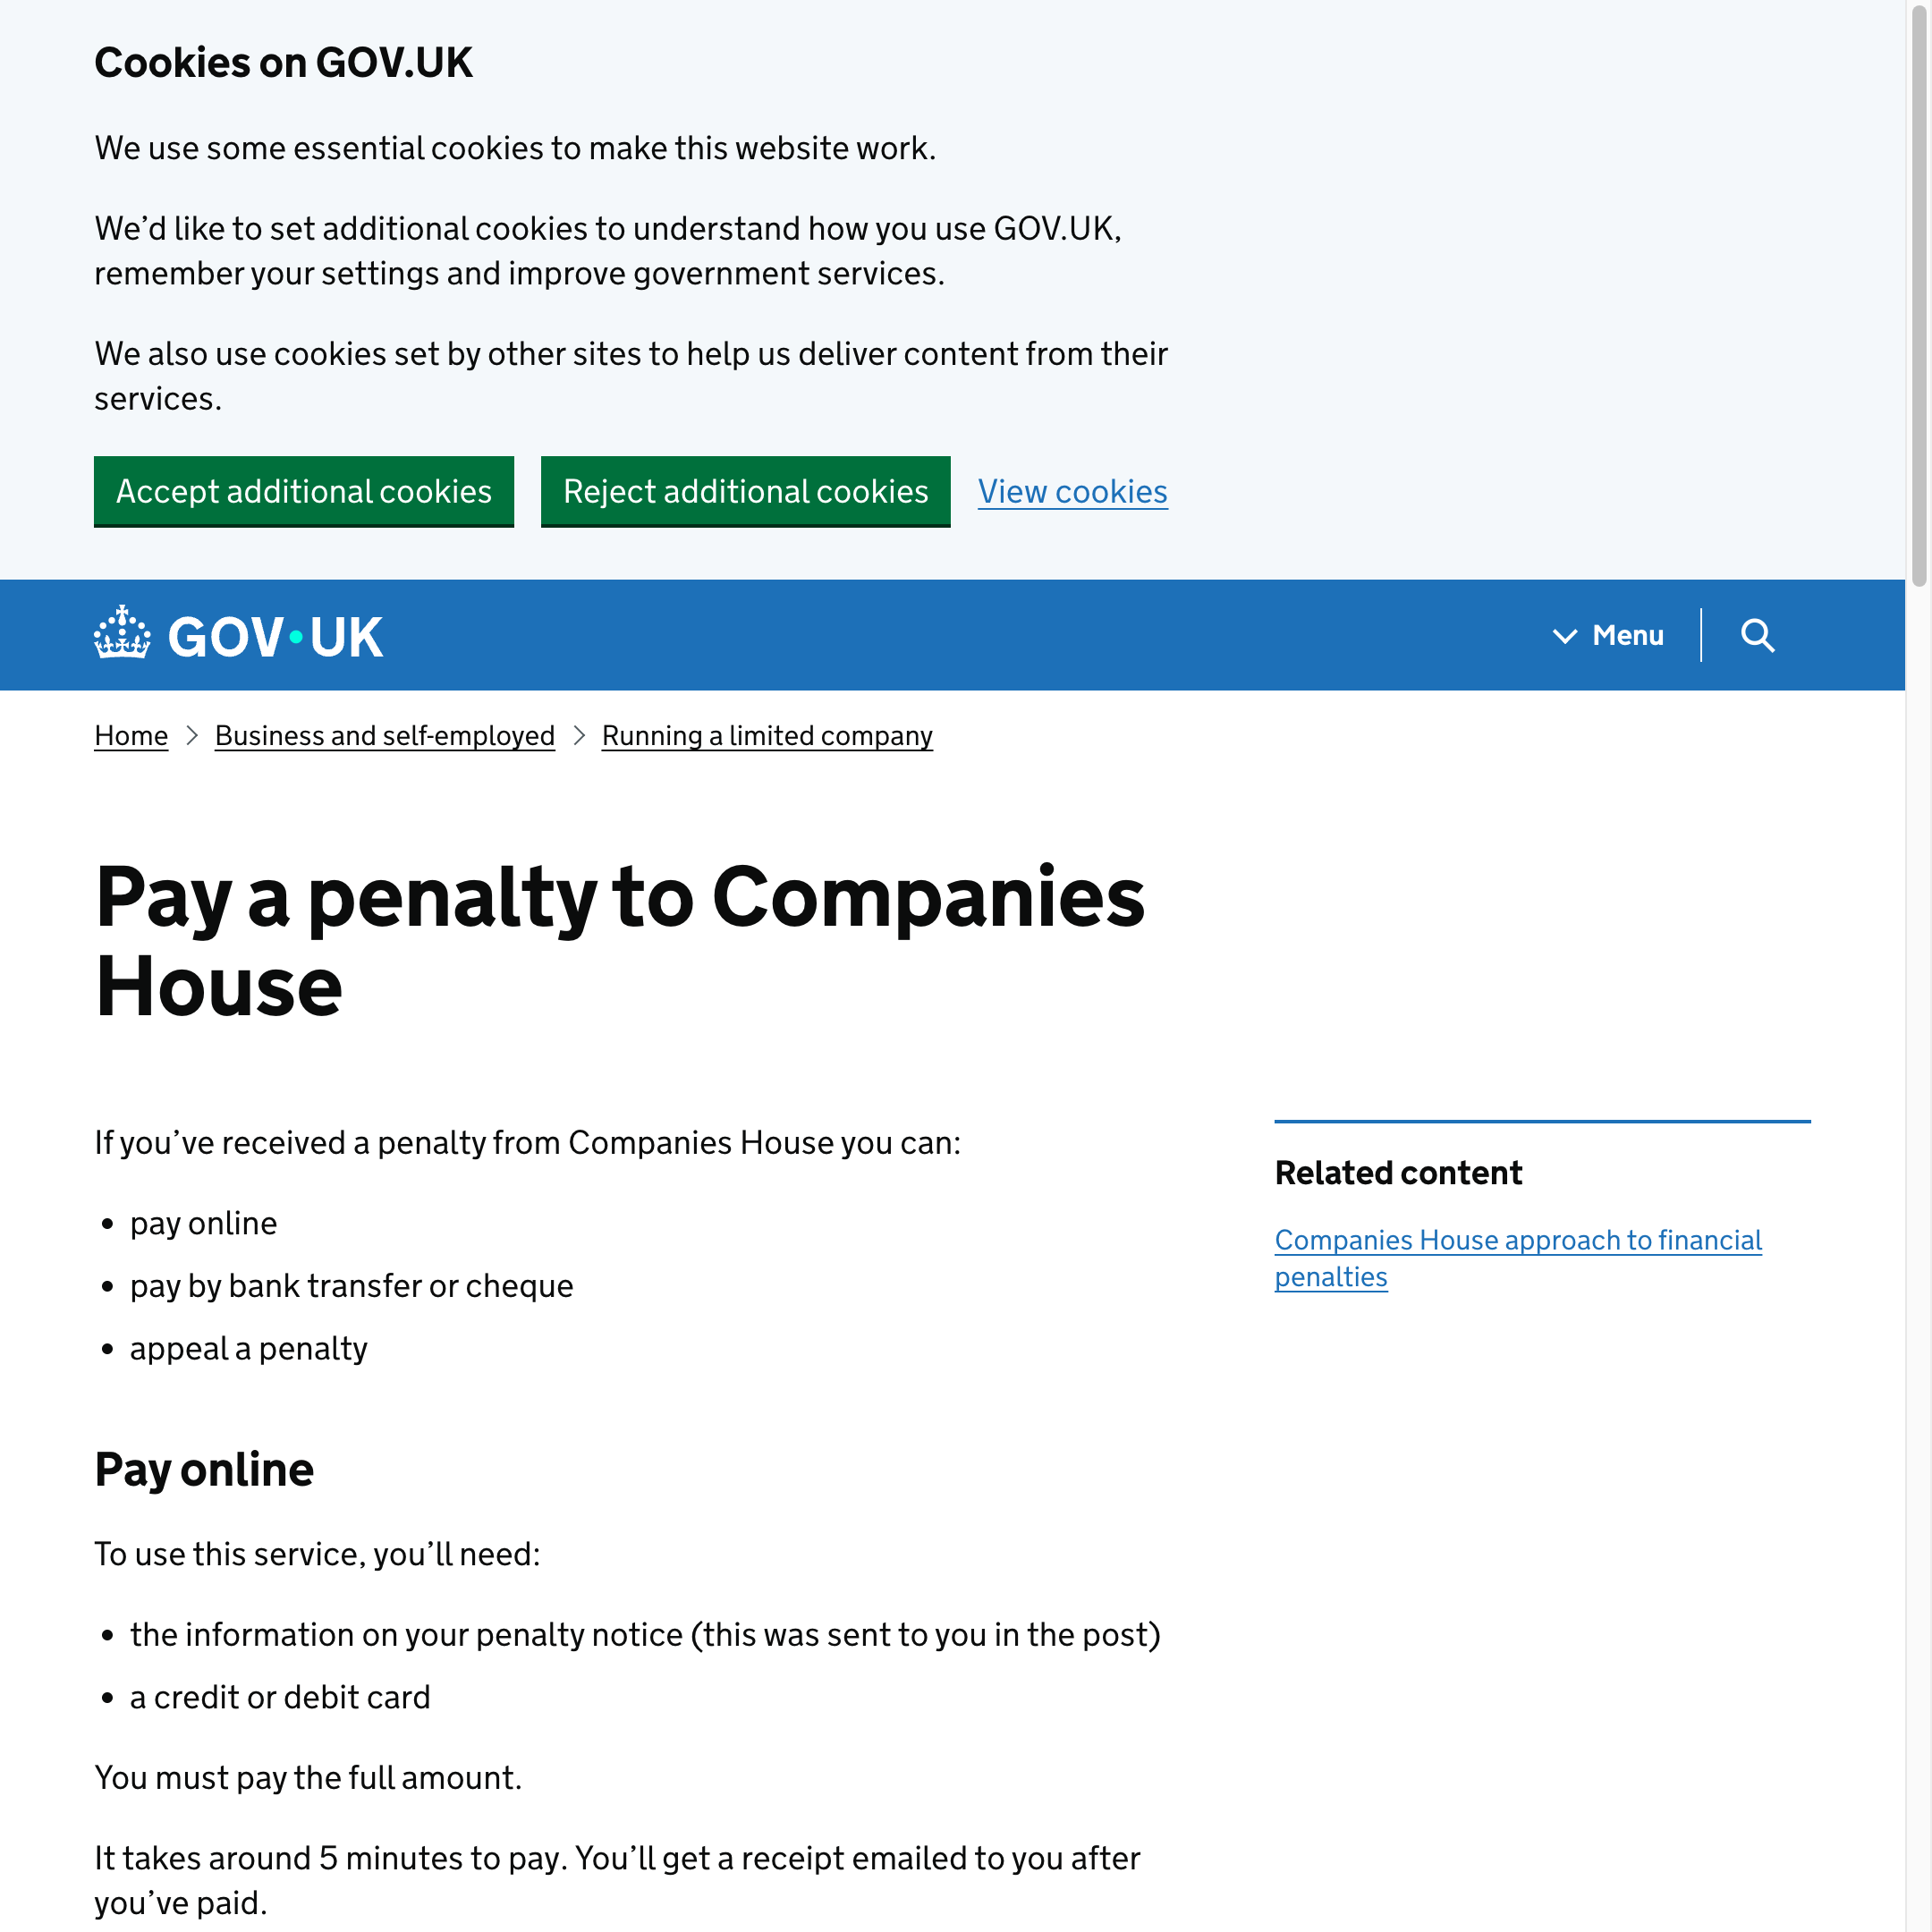 Cookies on GOV.UK
We use some essential cookies to make this website work.
We’d like to set additional cookies to understand how you use GOV.UK,
remember your settings and improve government services.
We also use cookies set by other sites to help us deliver content from their
services.
Accept additional cookies
Reject additional cookies
View cookies
GOV·UK
Menu
Home
Business and self-employed
Running a limited company
Pay a penalty to Companies
House
If you’ve received a penalty from Companies House you can:
• pay online
• pay by bank transfer or cheque
• appeal a penalty
Related content
Companies House approach to financial
penalties
Pay online
To use this service, you’ll need:
• the information on your penalty notice (this was sent to you in the post)
• a credit or debit card
You must pay the full amount.
It takes around 5 minutes to pay. You’ll get a receipt emailed to you after
you’ve paid.